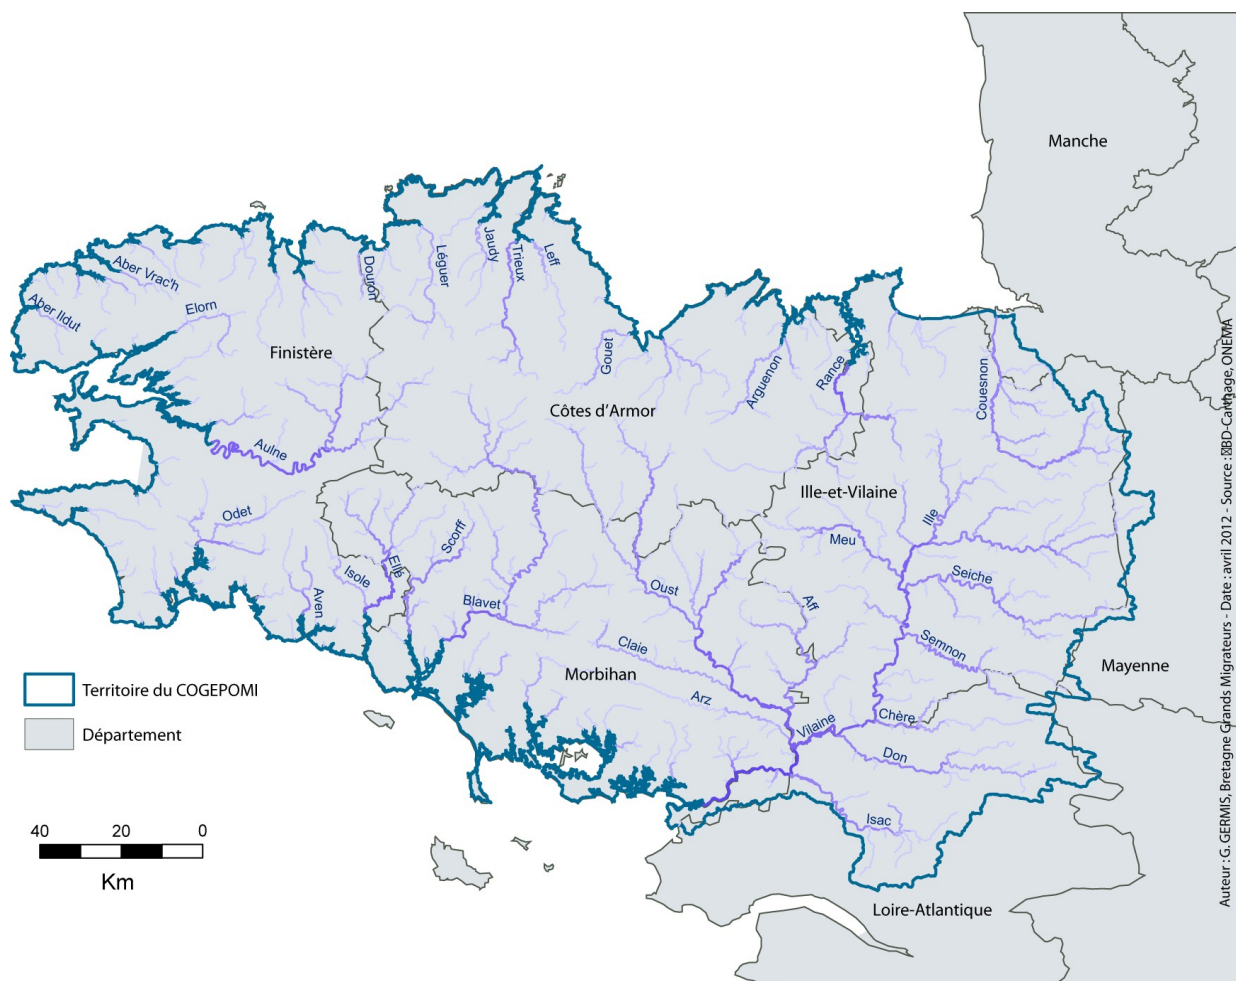 Manche
Aber Vrac'h
Aber Ildut
Elorn
Douron
Léguer
Jaudy
Trieux
Leff
Finistère
Gouet
Arguenon
Rance
Couesnon
Côtes d'Armor
Aulne
Ille-et-Vilaine
Ille
Odet
Scorff
Ellé
Isole
Aven
Meu
Seiche
Blavet
Oust
Aff
Semnon
Claie
Morbihan
Mayenne
Arz
Vilaine
Chère
Don
Isac
Loire-Atlantique
Territoire du COGEPOMI
Département
40 20 0
Km
Auteur : G. GERMIS, Bretagne Grands Migrateurs - Date : avril 2012 - Source : BD-Carthage, ONEMA